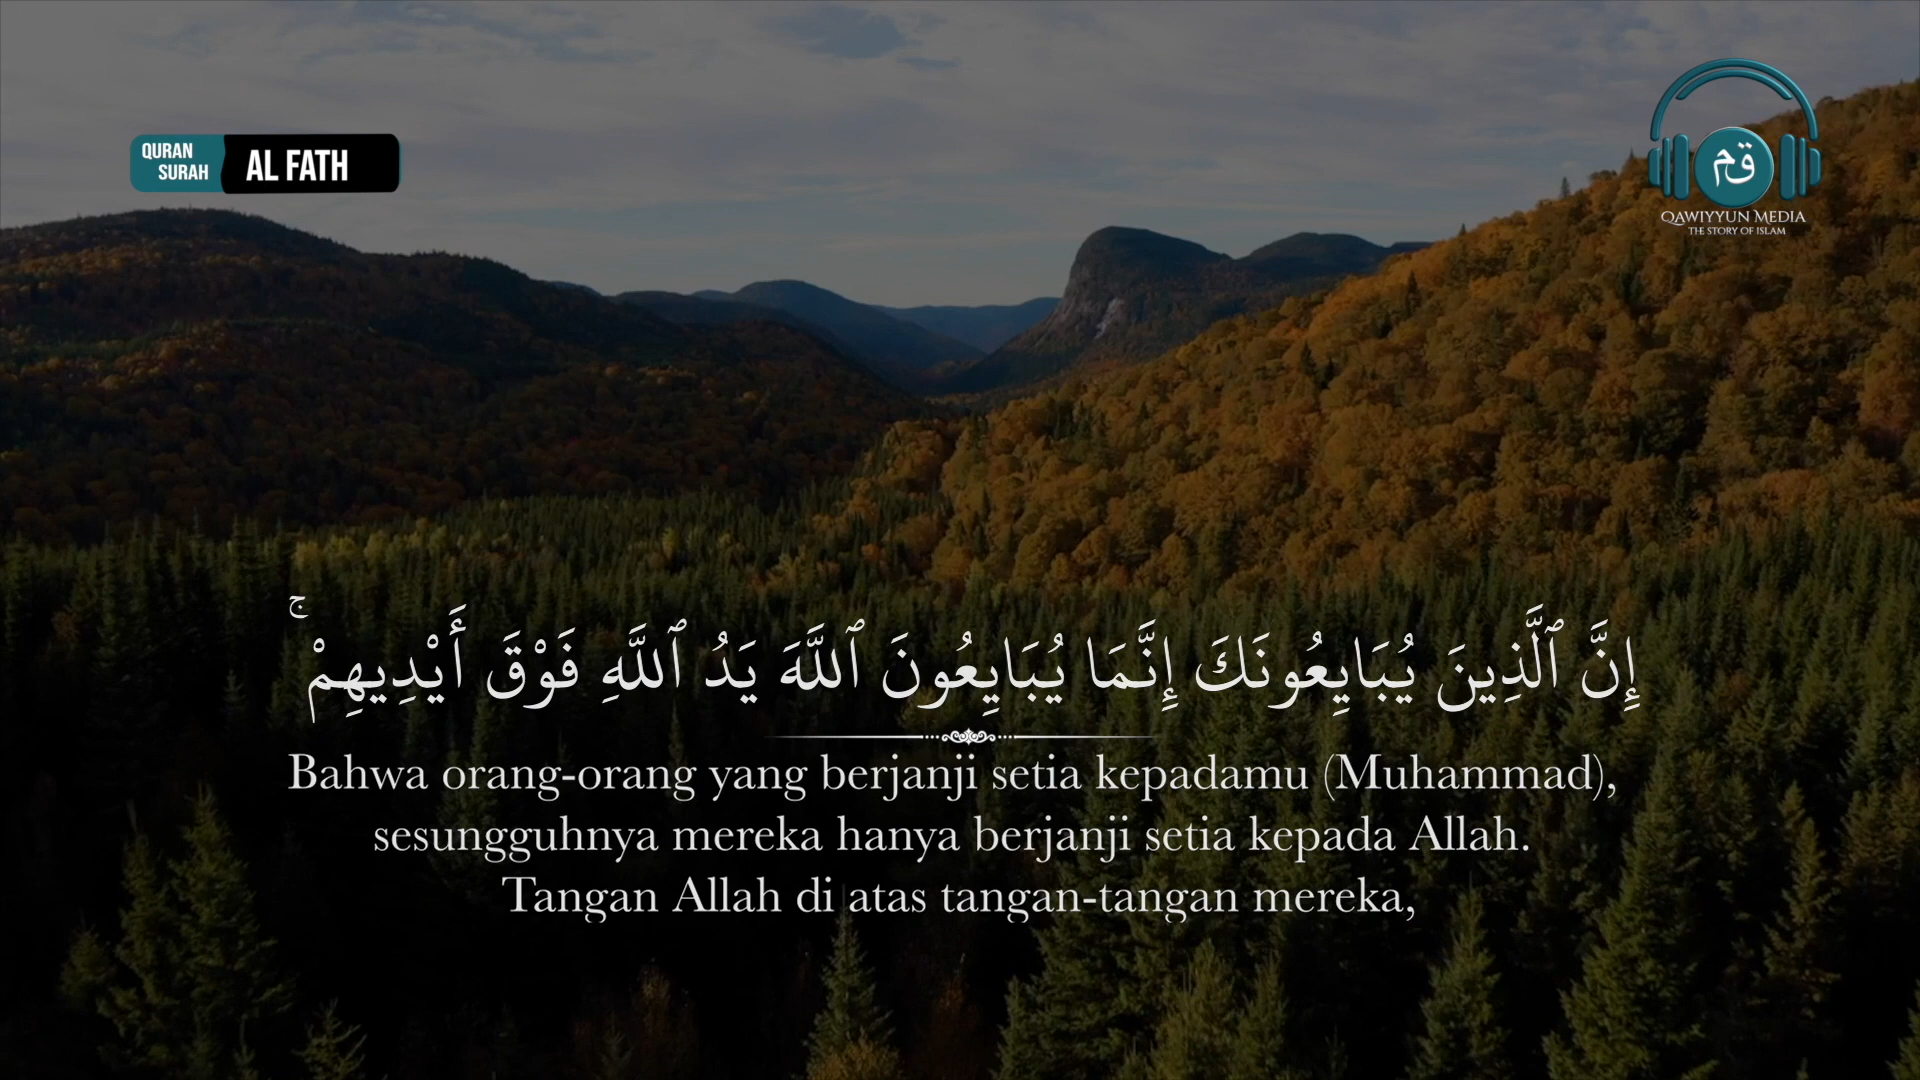 QURAN
SURAH
AL FATH
قم
QAWIYYUN MEDIA
THE STORY OF ISLAM
إِنَّ ٱلَّذِينَ يُبَايِعُونَكَ إِنَّمَا يُبَايِعُونَ ٱللَّهَ يَدُ ٱللَّهِ فَوْقَ أَيْدِيهِمْ ۚ
Bahwa orang-orang yang berjanji setia kepadamu (Muhammad),
sesungguhnya mereka hanya berjanji setia kepada Allah.
Tangan Allah di atas tangan-tangan mereka,